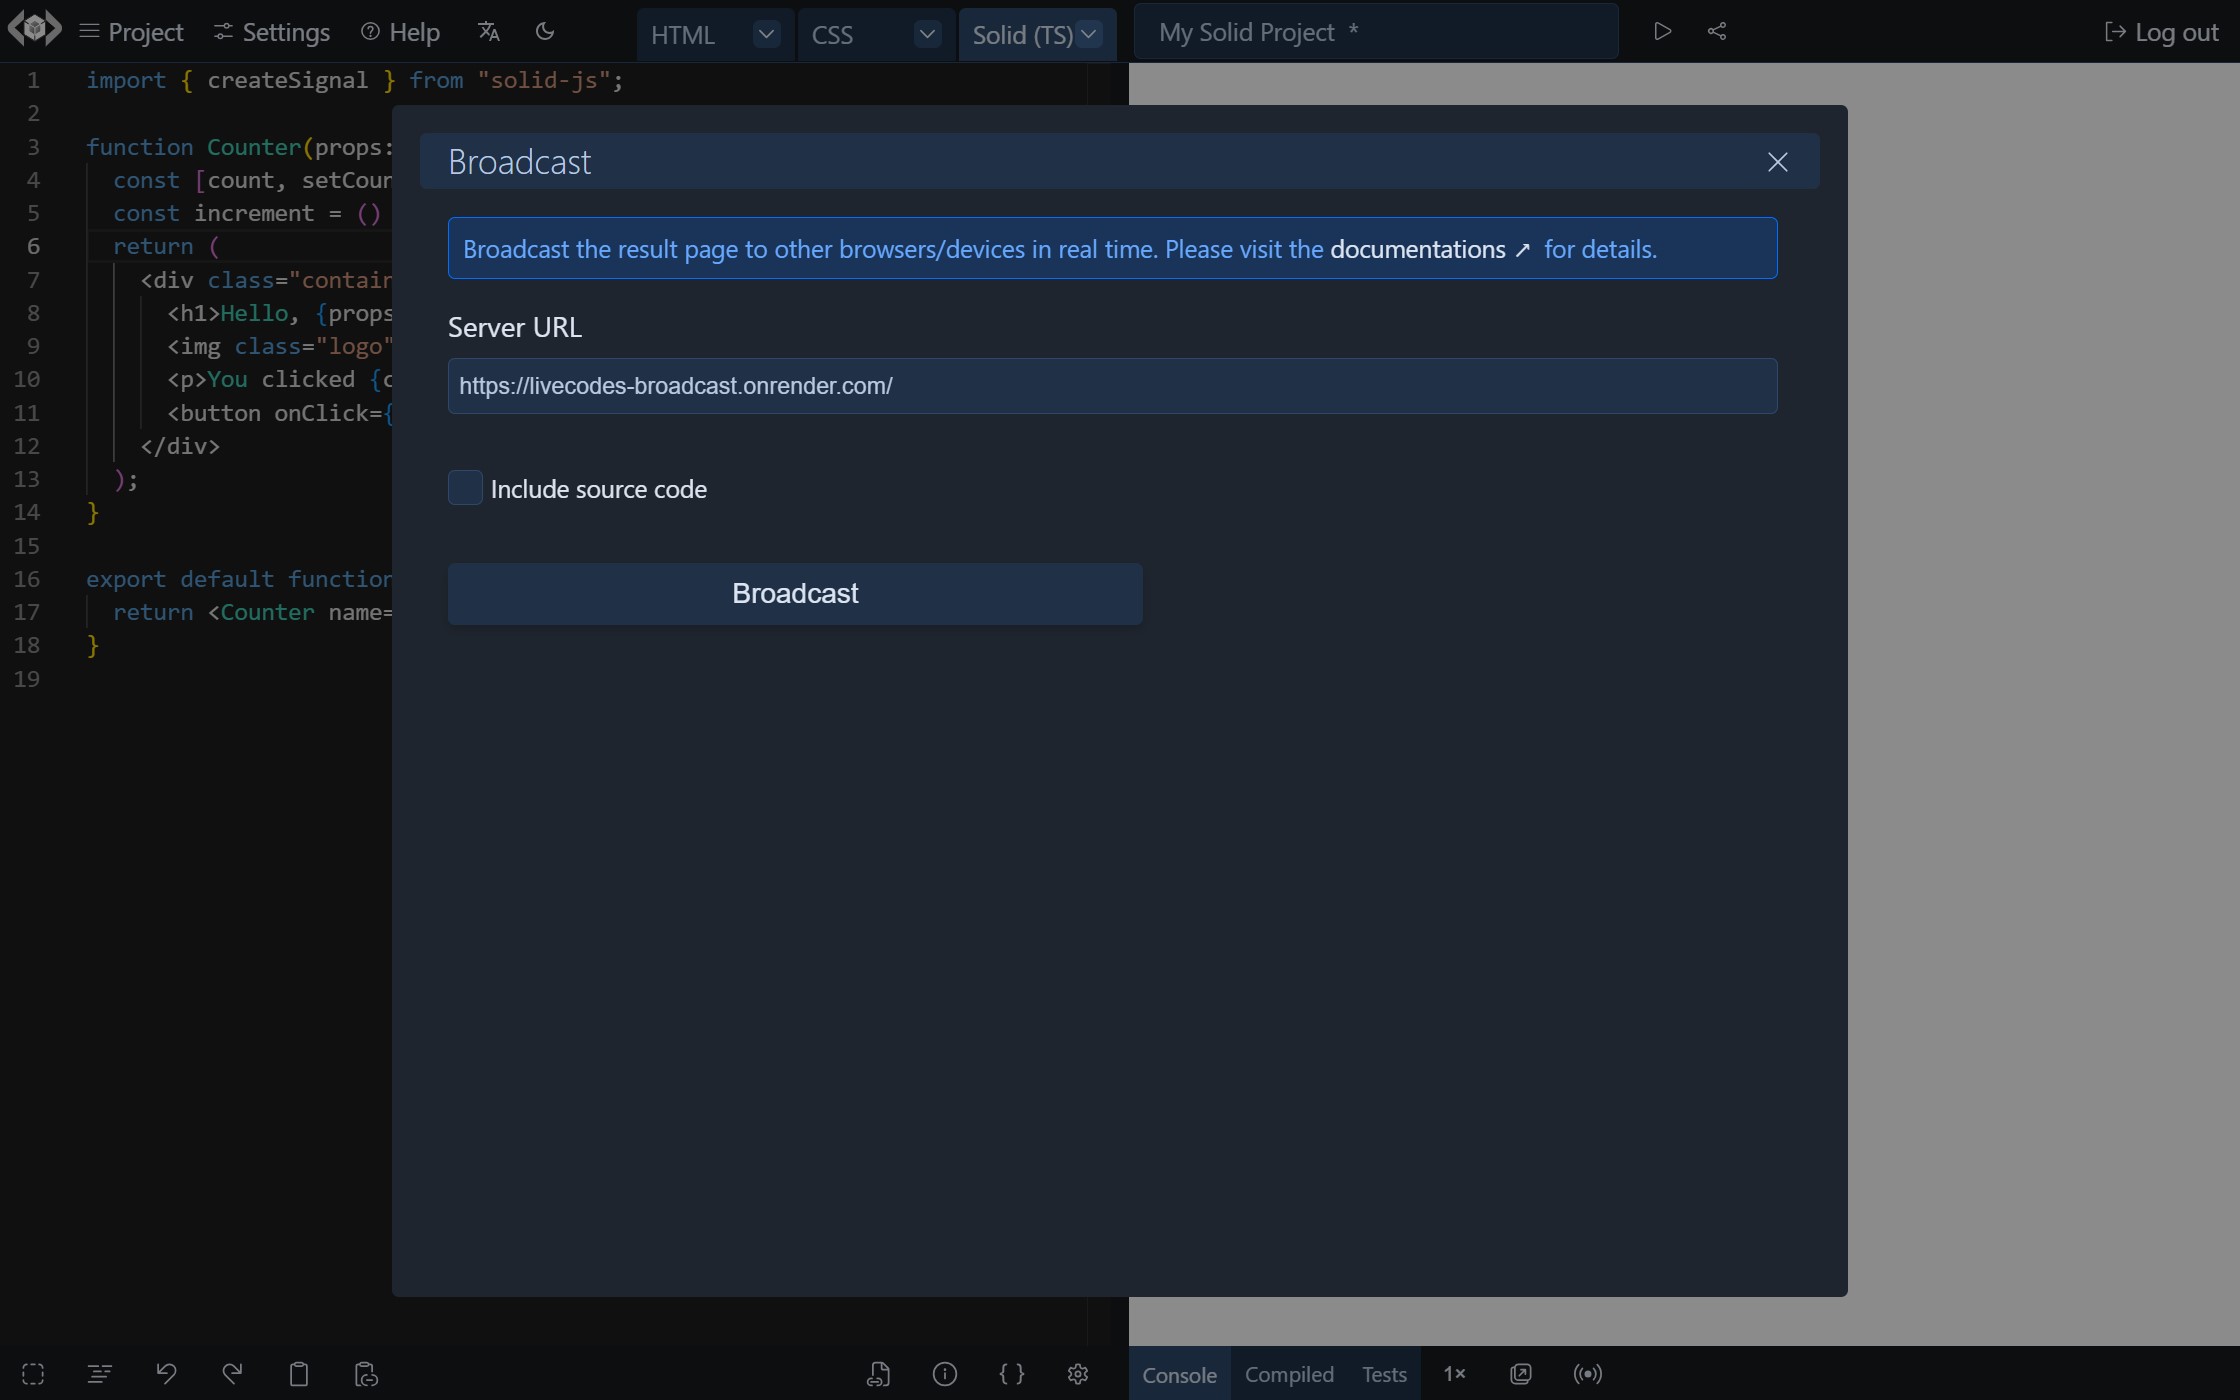 Project
Settings
Help
HTML
CSS
Solid (TS)
My Solid Project *
Log out
1 import { createSignal } from "solid-js";
2
3 function Counter(props:
4 const [count, setCoun
5 const increment = ()
6 return (
7 <div class="contain
8 <h1>Hello, {props
9 <img class="logo"
10 <p>You clicked {c
11 <button onClick={
12 </div>
13 );
14 }
15
16 export default function
17 return <Counter name=
18 }
19
Broadcast
Broadcast the result page to other browsers/devices in real time. Please visit the documentations ↗ for details.
Server URL
https://livecodes-broadcast.onrender.com/
Include source code
Broadcast
Console
Compiled
Tests
1×